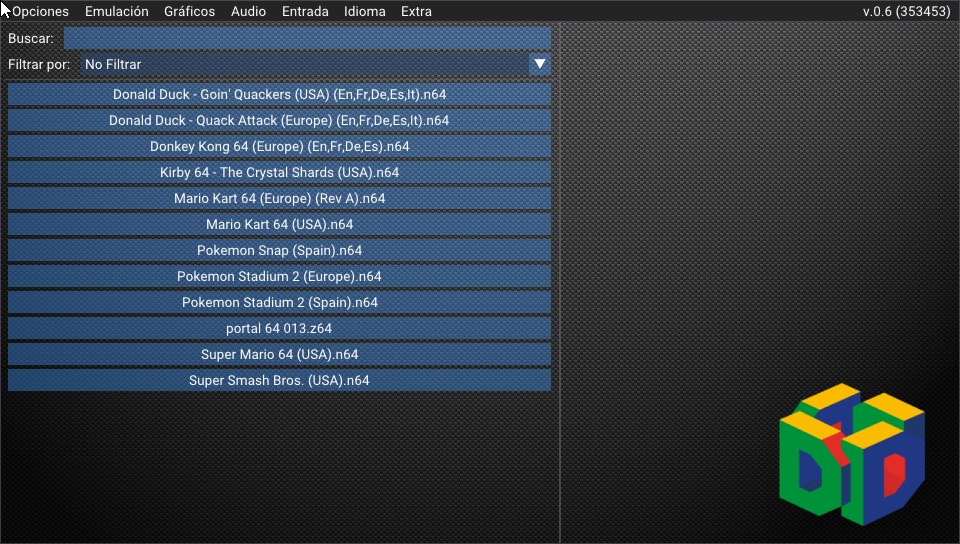 Opciones Emulación Gráficos Audio Entrada Idioma Extra v.0.6 (353453)
Buscar:
Filtrar por: No Filtrar
Donald Duck - Goin' Quackers (USA) (En,Fr,De,Es,It).n64
Donald Duck - Quack Attack (Europe) (En,Fr,De,Es,It).n64
Donkey Kong 64 (Europe) (En,Fr,De,Es).n64
Kirby 64 - The Crystal Shards (USA).n64
Mario Kart 64 (Europe) (Rev A).n64
Mario Kart 64 (USA).n64
Pokemon Snap (Spain).n64
Pokemon Stadium 2 (Europe).n64
Pokemon Stadium 2 (Spain).n64
portal 64 013.z64
Super Mario 64 (USA).n64
Super Smash Bros. (USA).n64